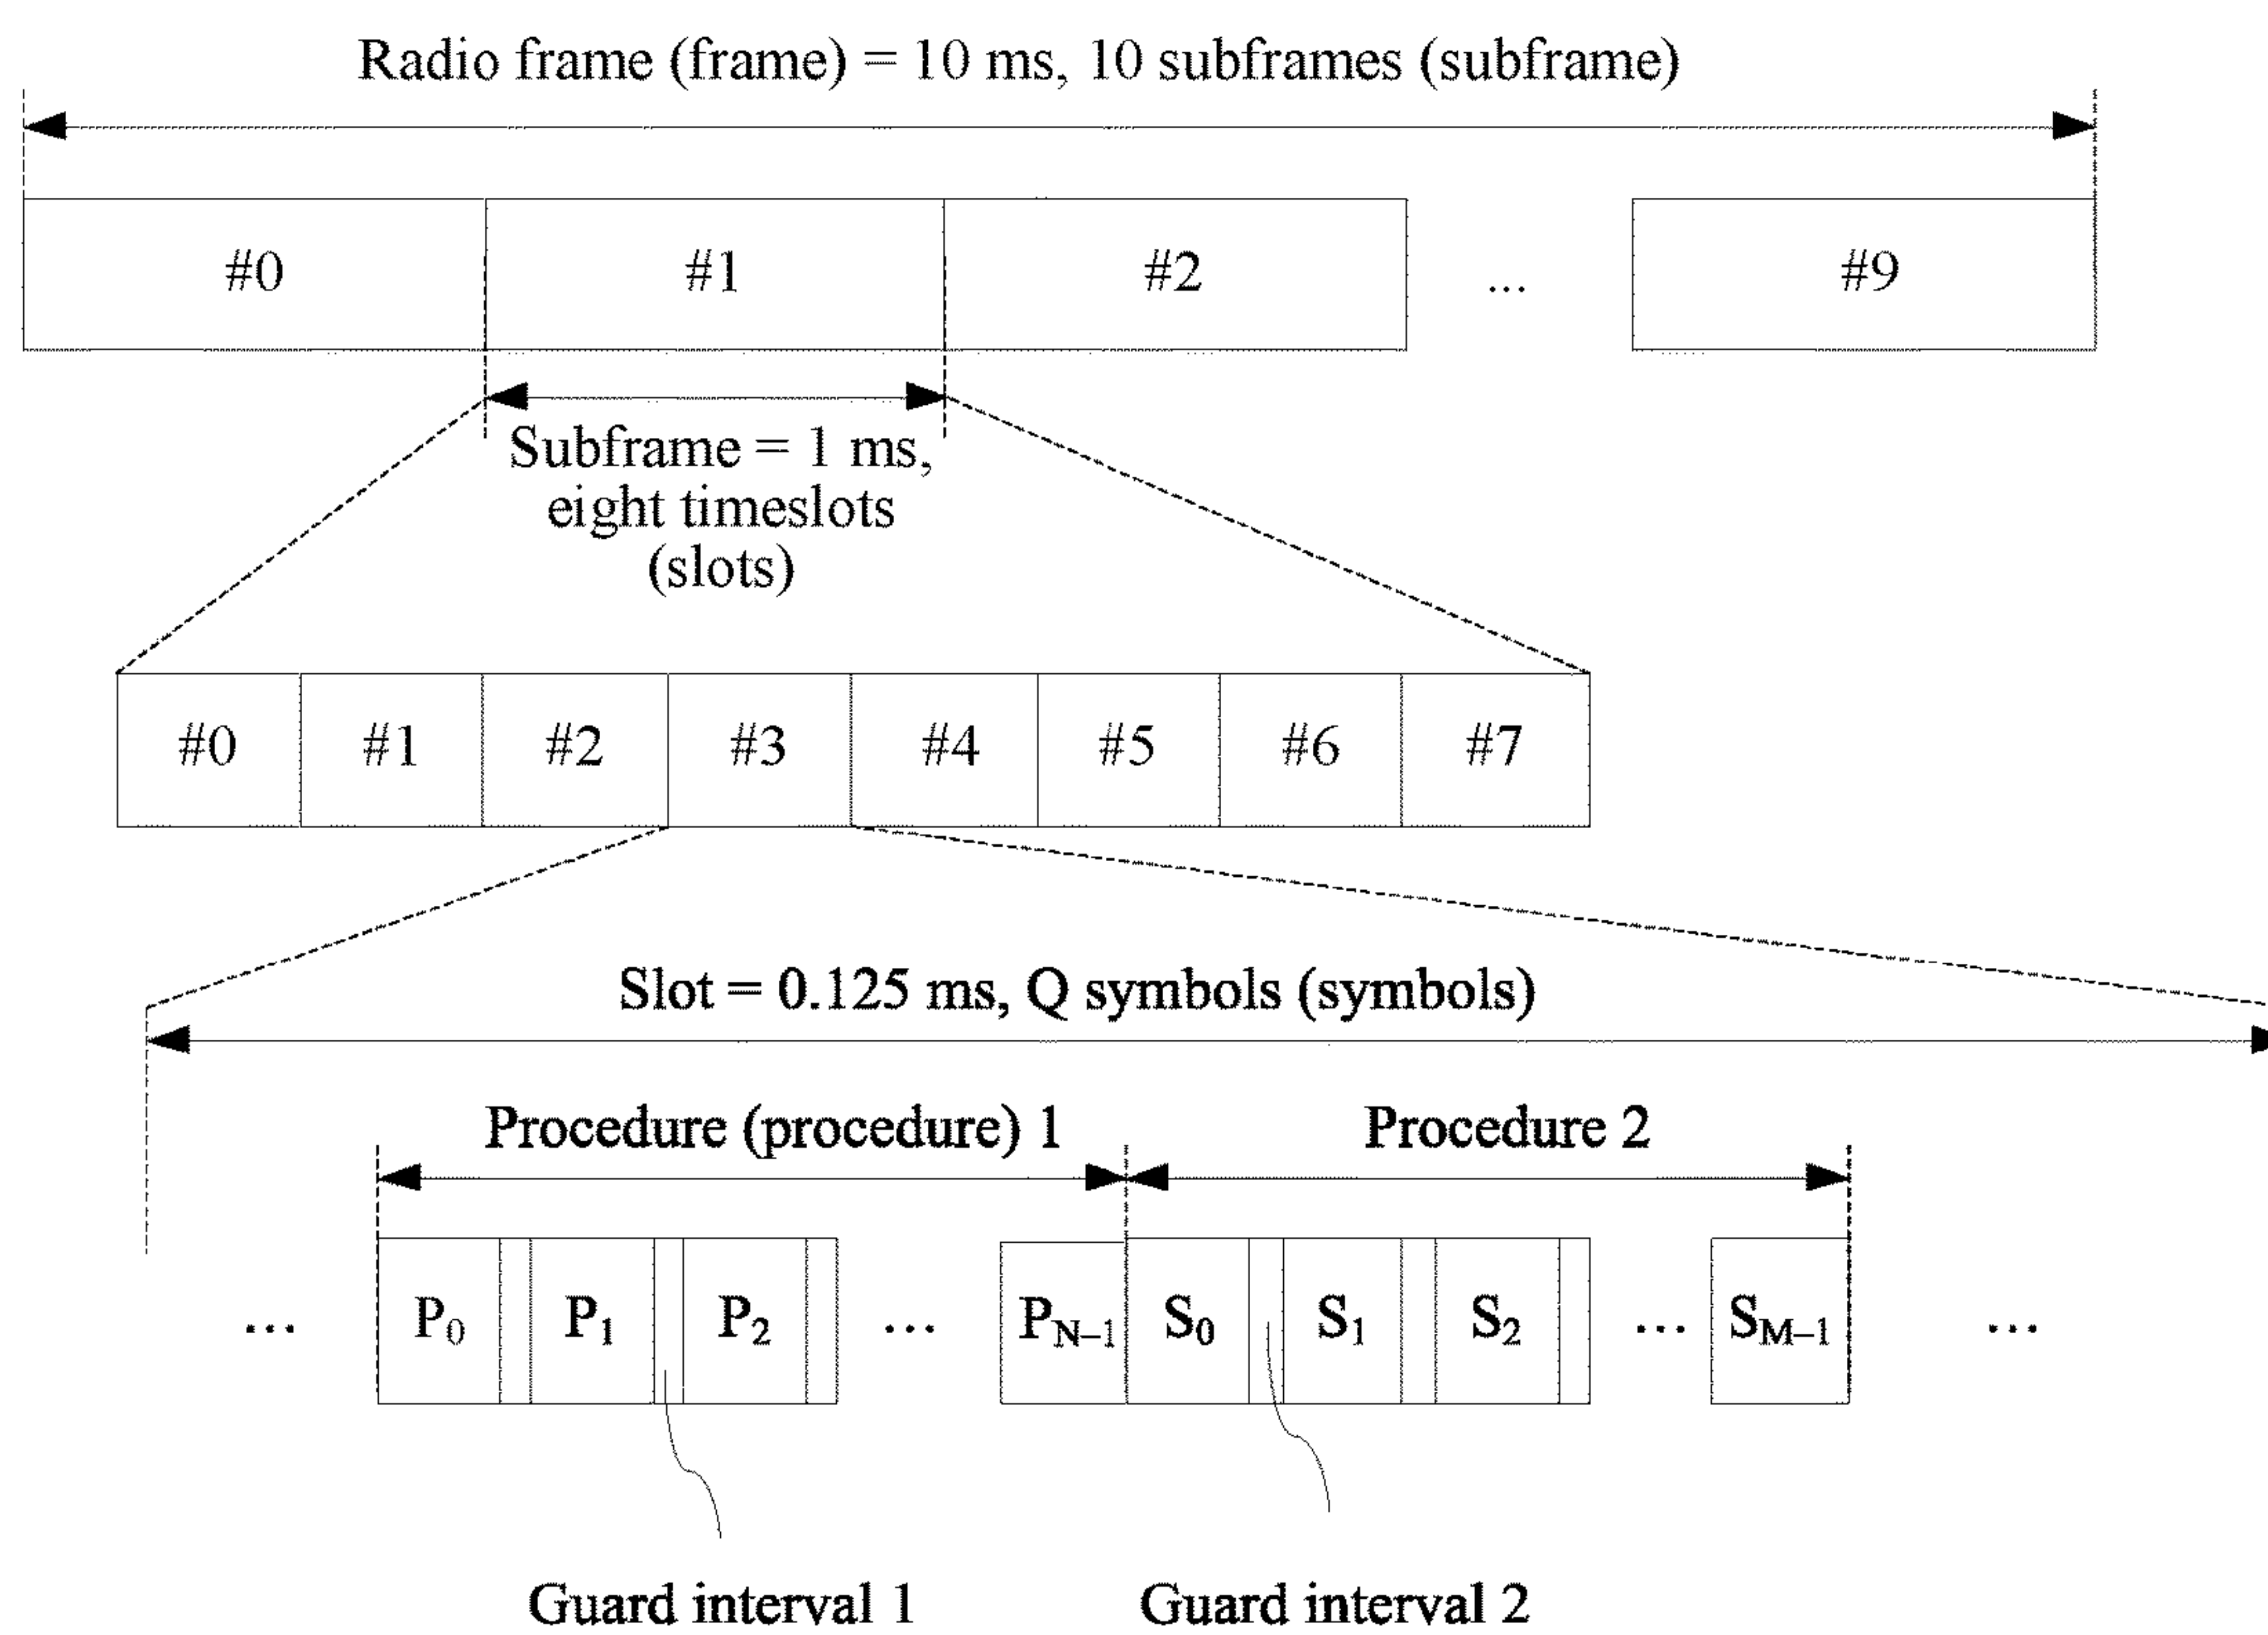 Radio frame (frame) = 10 ms, 10 subframes (subframe)
#0 #1 #2 ... #9
Subframe = 1 ms,
eight timeslots
(slots)
#0 #1 #2 #3 #4 #5 #6 #7
Slot = 0.125 ms, Q symbols (symbols)
Procedure (procedure) 1 Procedure 2
... P₀ P₁ P₂ ... P_N–1 S₀ S₁ S₂ ... S_M–1 ...
Guard interval 1 Guard interval 2